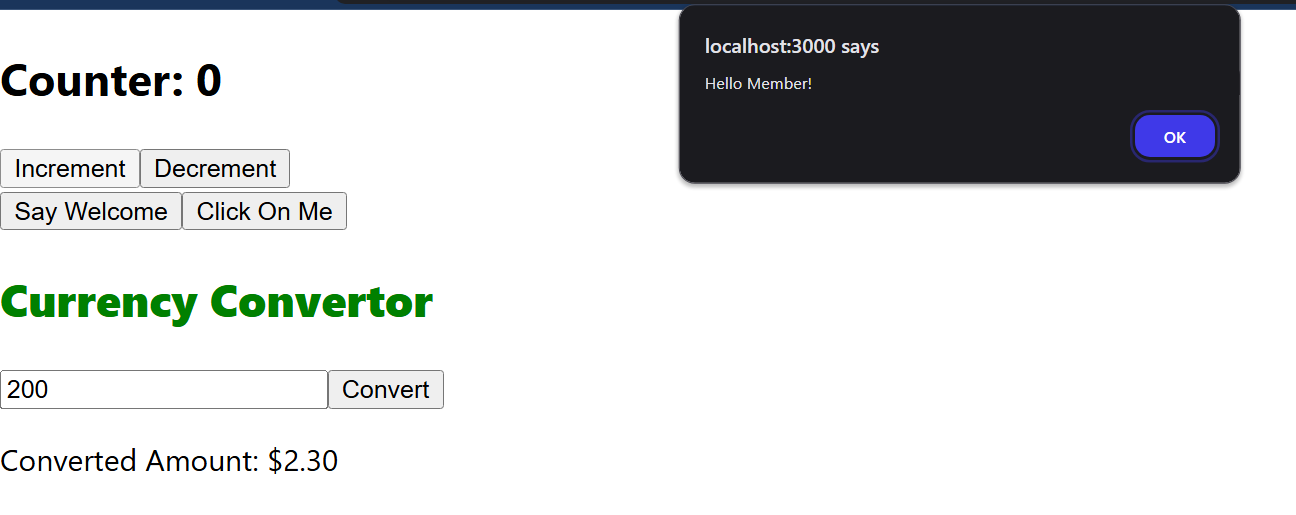 localhost:3000 says
Hello Member!
OK
Counter: 0
Increment Decrement
Say Welcome Click On Me
Currency Convertor
200 Convert
Converted Amount: $2.30